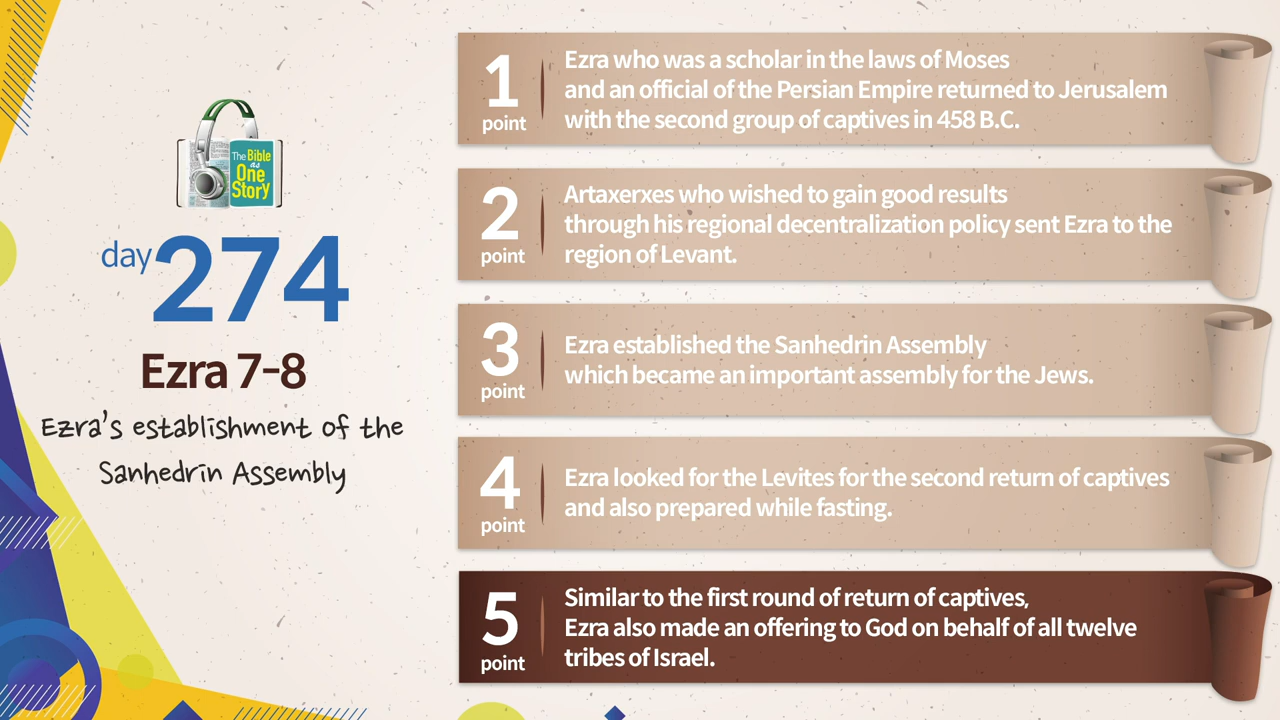 The Bible
as
One
Story
day 274
Ezra 7-8
Ezra's establishment of the
Sanhedrin Assembly
1
point
Ezra who was a scholar in the laws of Moses
and an official of the Persian Empire returned to Jerusalem
with the second group of captives in 458 B.C.
2
point
Artaxerxes who wished to gain good results
through his regional decentralization policy sent Ezra to the
region of Levant.
3
point
Ezra established the Sanhedrin Assembly
which became an important assembly for the Jews.
4
point
Ezra looked for the Levites for the second return of captives
and also prepared while fasting.
5
point
Similar to the first round of return of captives,
Ezra also made an offering to God on behalf of all twelve
tribes of Israel.